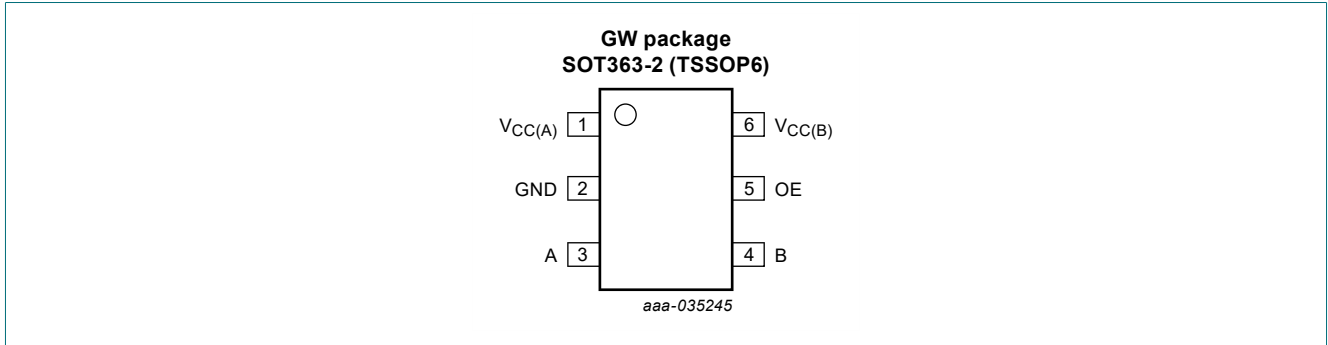 GW package
SOT363-2 (TSSOP6)
VCC(A) 1 6 VCC(B)
GND 2 5 OE
A 3 4 B
aaa-035245